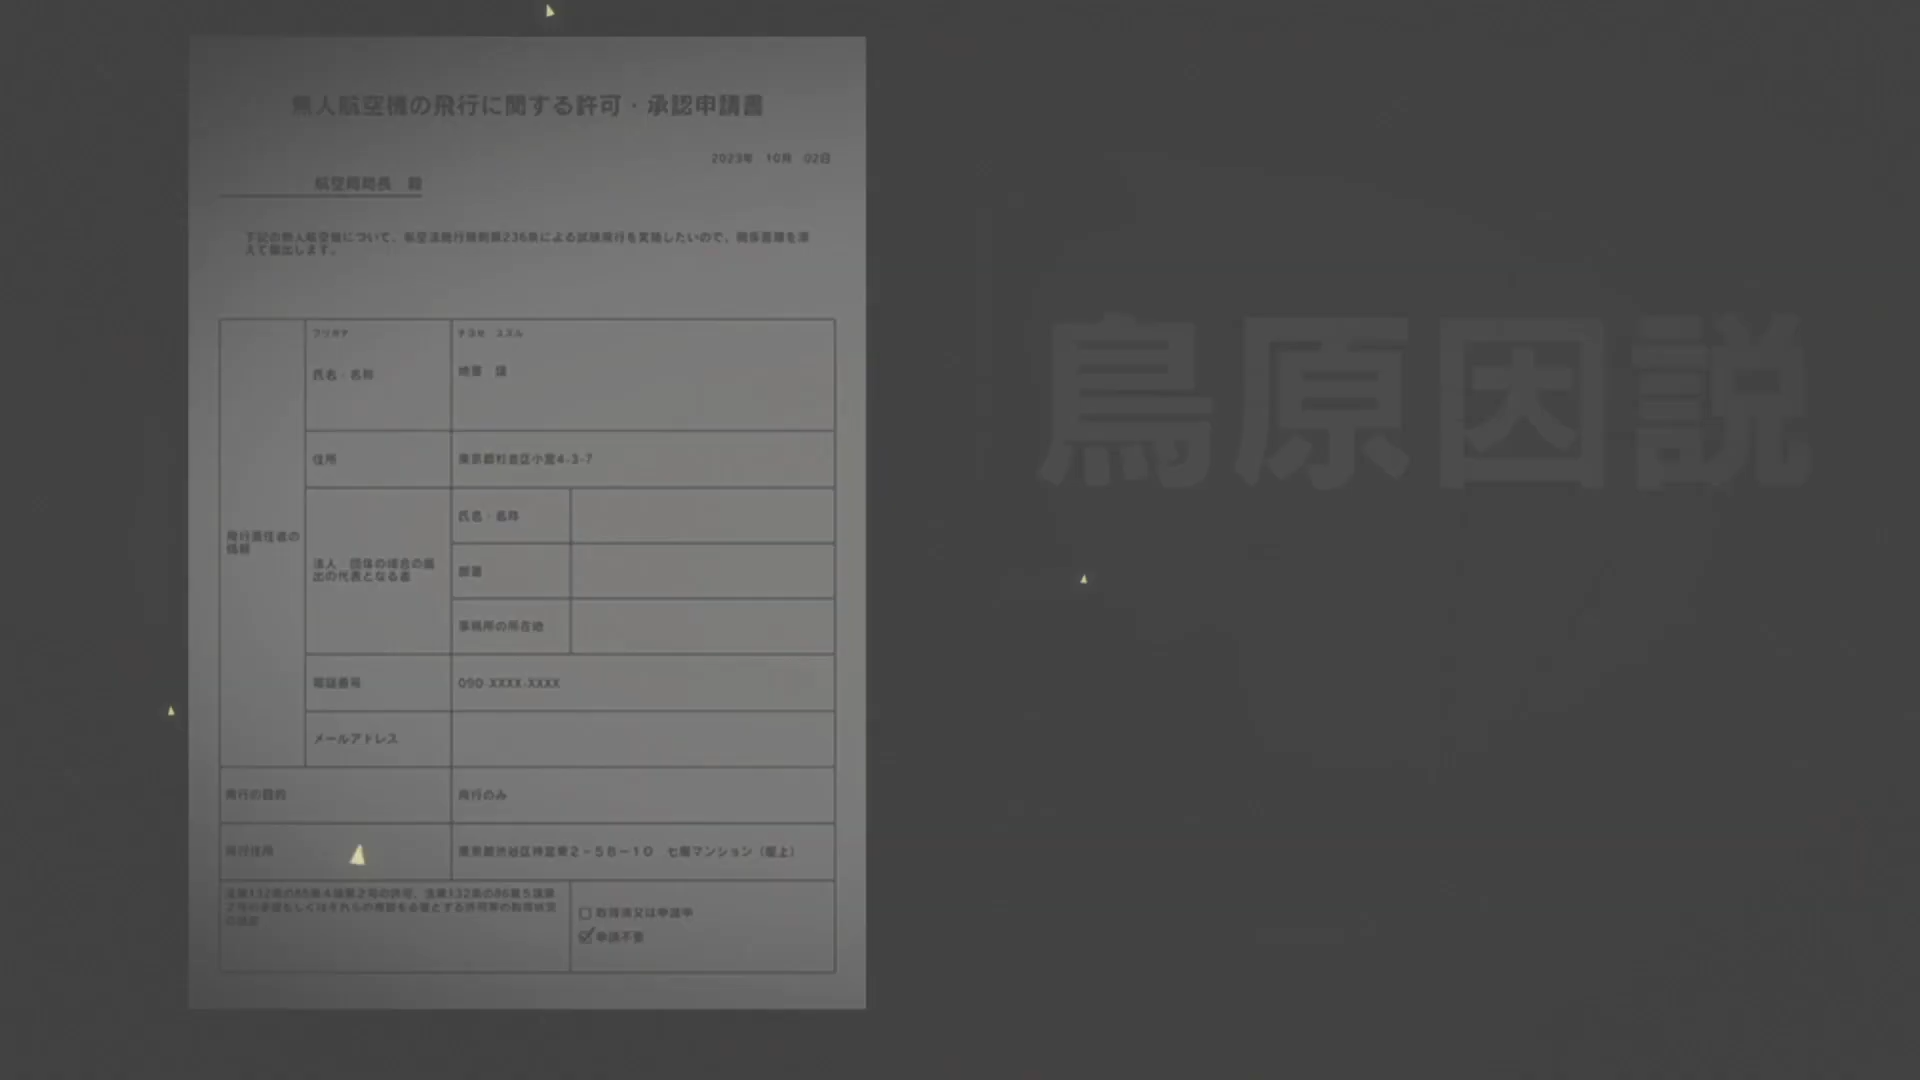 無人航空機の飛行に関する許可・承認申請書
2023年 10月 02日
航空局局長 殿
下記の無人航空機について、航空法施行規則第236条による試験飛行を実施したいので、関係書類を添
えて提出します。
フリガナ
チヨセ ユズル
氏名・名称
譲
住所
東京都杉並区小宮4-3-7
飛行責任者の
情報
法人 団体の場合の届
出の代表となる者
氏名・名称
部署
事務所の所在地
電話番号
090-XXXX-XXXX
メールアドレス
飛行の目的
飛行のみ
飛行住所
東京都渋谷区神宮東2-58-10 七曜マンション（屋上）
法第132条の85第4項第2号の許可、法第132条の86第5項第
2号の承認もしくはそれらの変更を必要とする許可等の取得状況
取得済又は申請中
申請不要
鳥原因説